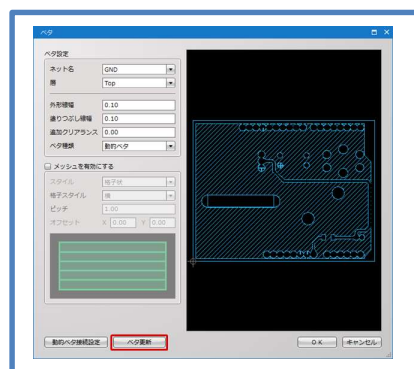 ベタ
ベタ設定
ネット名 GND
層 Top
外形線幅 0.10
塗りつぶし線幅 0.10
追加クリアランス 0.00
ベタ種類 動的ベタ
メッシュを有効にする
スタイル 格子状
格子スタイル 横
ピッチ 1.00
オフセット X 0.00 Y 0.00
動的ベタ接続設定 ベタ更新 OK キャンセル